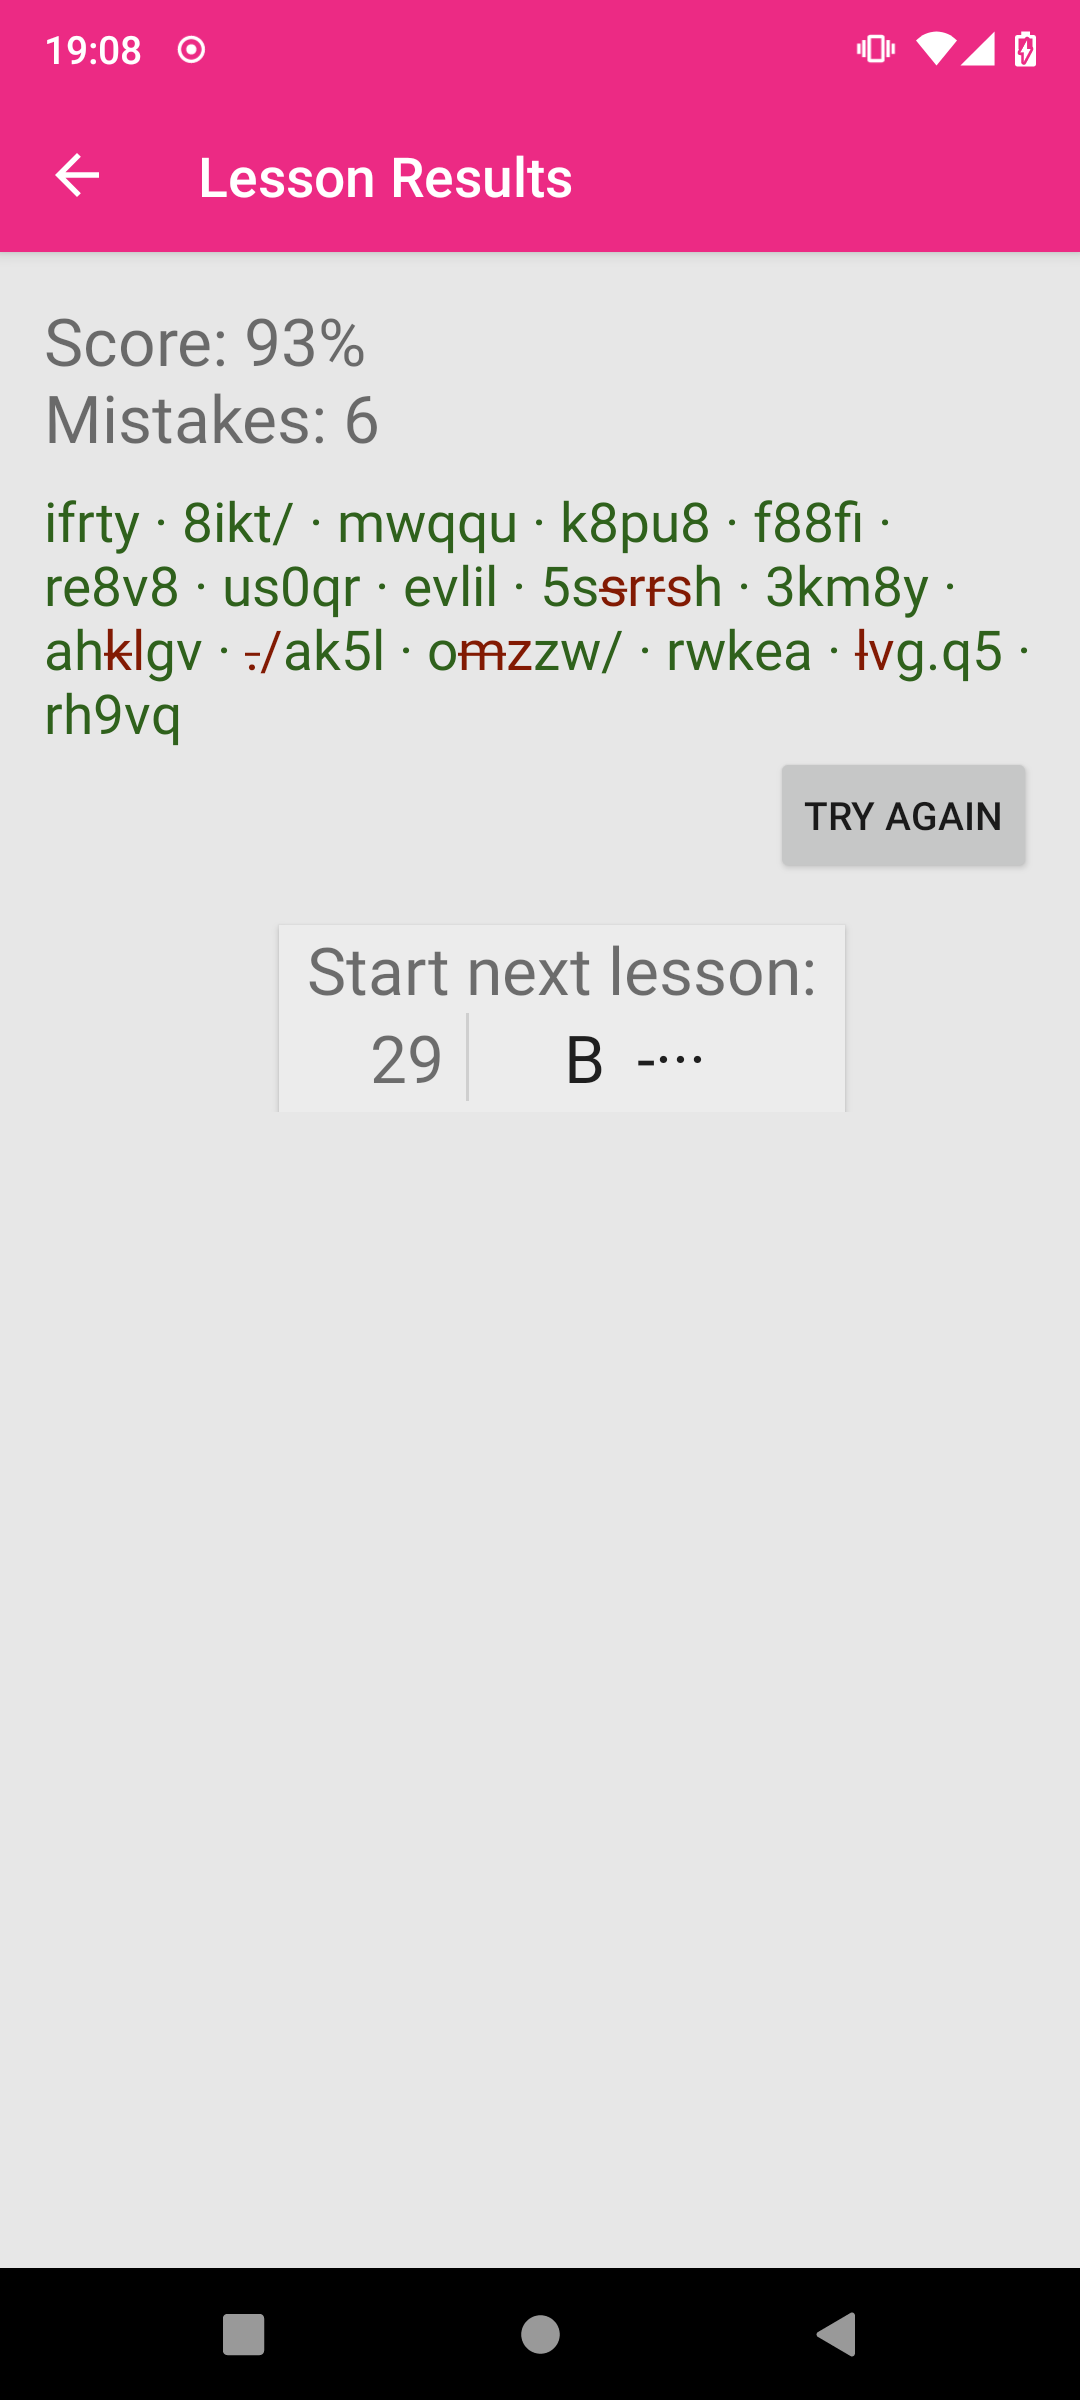 19:08
Lesson Results
Score: 93%
Mistakes: 6
ifrty · 8ikt/ · mwqqu · k8pu8 · f88fi ·
re8v8 · us0qr · evlil · 5ssrrsh · 3km8y ·
ahklgv · ./ak5l · omzzw/ · rwkea · lvg.q5 ·
rh9vq
TRY AGAIN
Start next lesson:
29 B -···